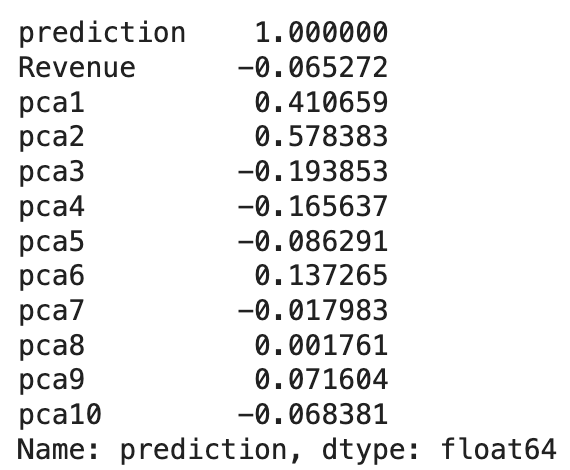 prediction    1.000000
Revenue      -0.065272
pca1          0.410659
pca2          0.578383
pca3         -0.193853
pca4         -0.165637
pca5         -0.086291
pca6          0.137265
pca7         -0.017983
pca8          0.001761
pca9          0.071604
pca10        -0.068381
Name: prediction, dtype: float64